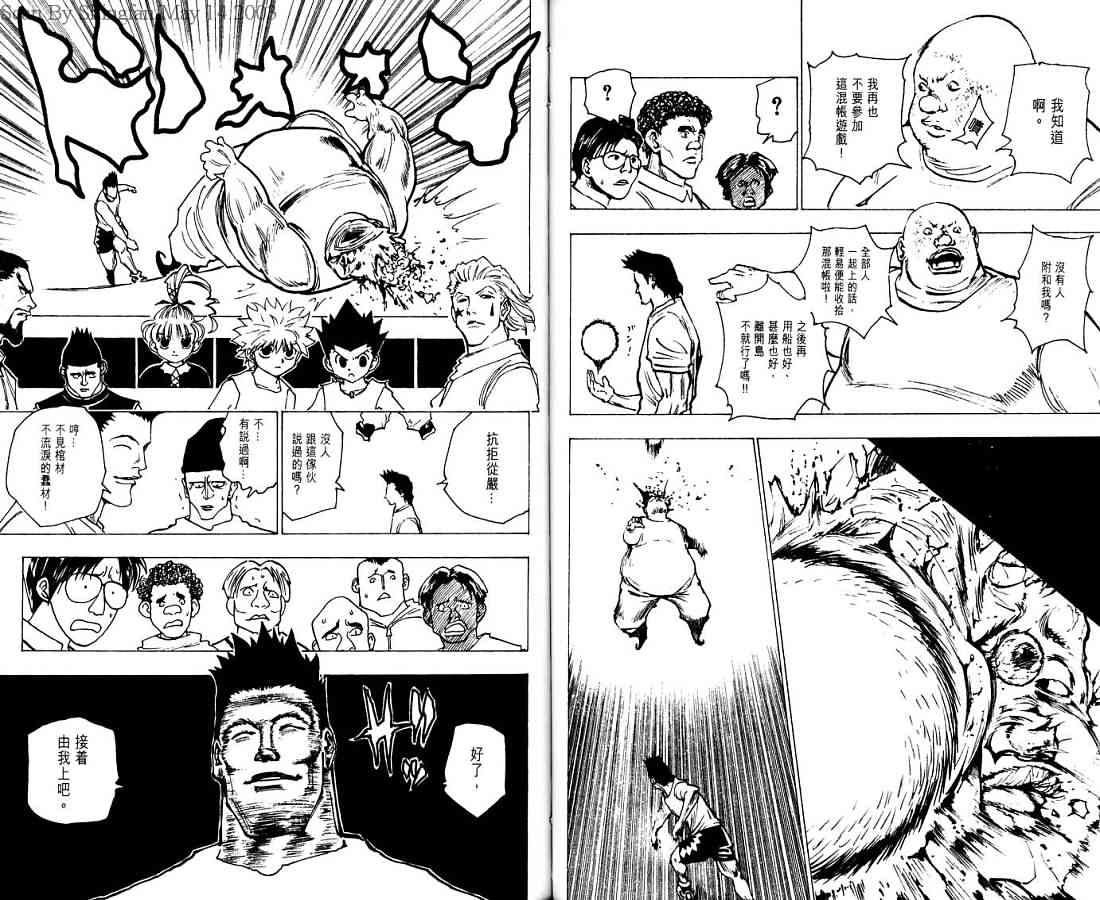 Scan By Sungfan May 14 2003
我知道
啊。
嘖
我再也
不要參加
這混帳遊戲！
？
？
沒有人
附和我嗎？
全部人
一起上的話，
輕易便能收拾
那混帳啦！
之後再
用船也好、
甚麼也好，
離開島
不就行了嗎!!
抗拒從嚴…
沒人
跟這傢伙
說過的嗎？
不…
有說過啊…
哼…
不見棺材
不流淚的蠢材！
好了，
接着
由我上吧。